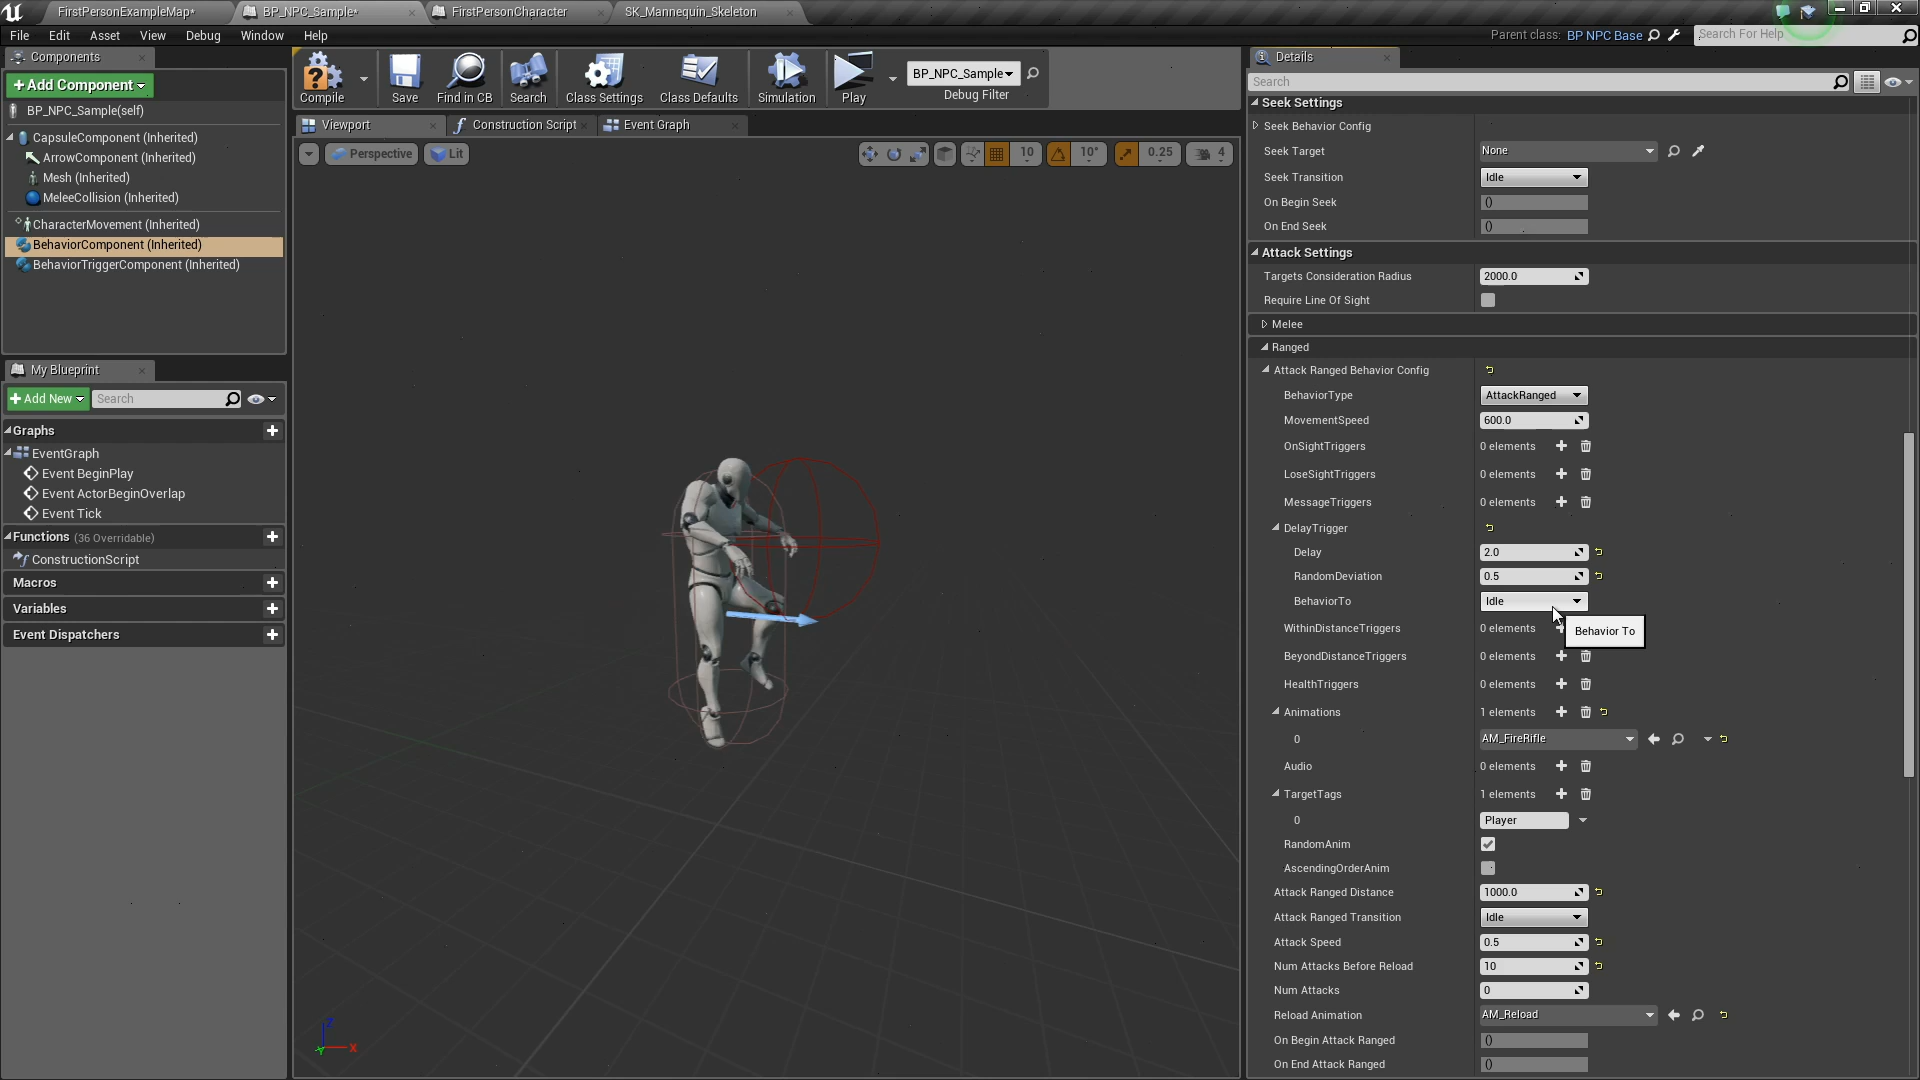 FirstPersonExampleMap*
BP_NPC_Sample*
FirstPersonCharacter
SK_Mannequin_Skeleton
File
Edit
Asset
View
Debug
Window
Help
Parent class:
BP NPC Base
Search For Help
Components
+Add Component
BP_NPC_Sample(self)
CapsuleComponent (Inherited)
ArrowComponent (Inherited)
Mesh (Inherited)
MeleeCollision (Inherited)
CharacterMovement (Inherited)
BehaviorComponent (Inherited)
BehaviorTriggerComponent (Inherited)
My Blueprint
+Add New
Search
Graphs
EventGraph
Event BeginPlay
Event ActorBeginOverlap
Event Tick
Functions (36 Overridable)
ConstructionScript
Macros
Variables
Event Dispatchers
Compile
Save
Find in CB
Search
Class Settings
Class Defaults
Simulation
Play
BP_NPC_Sample
Debug Filter
Viewport
Construction Script
Event Graph
Perspective
Lit
10
10°
0.25
4
Z
X
Y
Details
Search
Seek Settings
Seek Behavior Config
Seek Target
None
Seek Transition
Idle
On Begin Seek
()
On End Seek
()
Attack Settings
Targets Consideration Radius
2000.0
Require Line Of Sight
Melee
Ranged
Attack Ranged Behavior Config
BehaviorType
AttackRanged
MovementSpeed
600.0
OnSightTriggers
0 elements
LoseSightTriggers
0 elements
MessageTriggers
0 elements
DelayTrigger
Delay
2.0
RandomDeviation
0.5
BehaviorTo
Idle
Behavior To
WithinDistanceTriggers
0 elements
BeyondDistanceTriggers
0 elements
HealthTriggers
0 elements
Animations
1 elements
0
AM_FireRifle
Audio
0 elements
TargetTags
1 elements
0
Player
RandomAnim
AscendingOrderAnim
Attack Ranged Distance
1000.0
Attack Ranged Transition
Idle
Attack Speed
0.5
Num Attacks Before Reload
10
Num Attacks
0
Reload Animation
AM_Reload
On Begin Attack Ranged
()
On End Attack Ranged
()